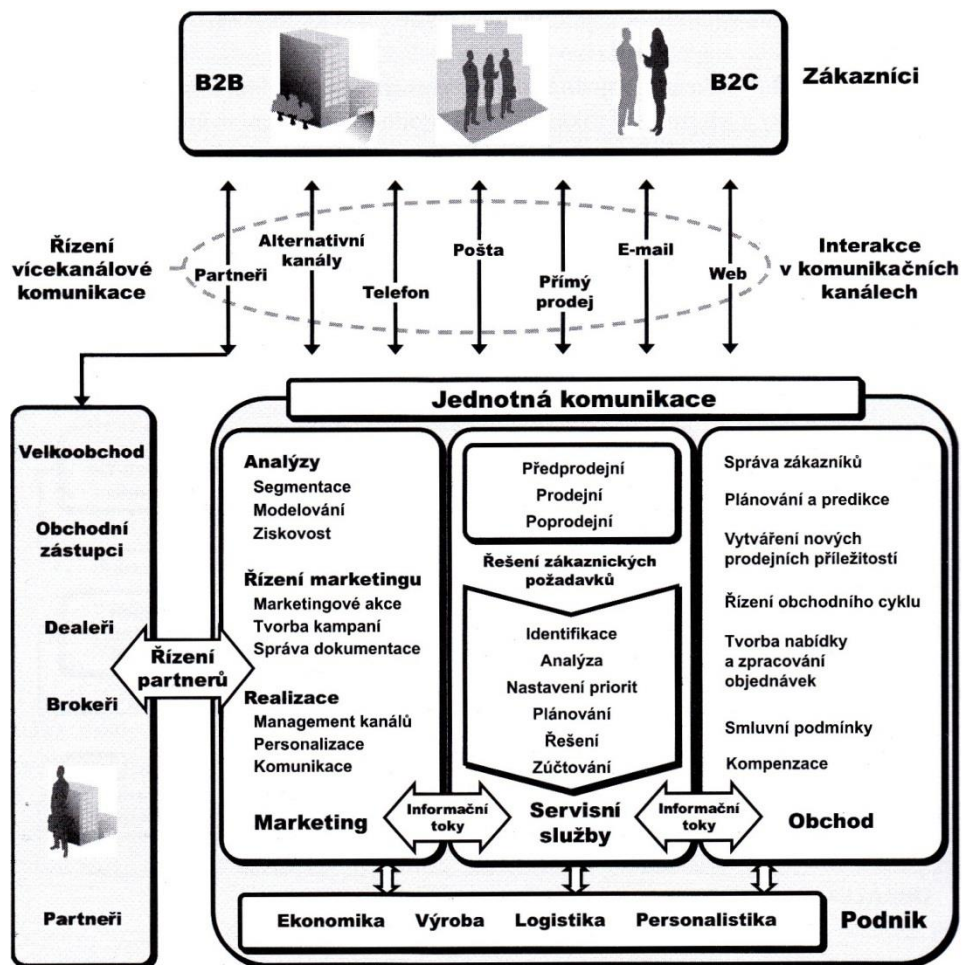 B2B
B2C
Zákazníci
Řízení
vícekanálové
komunikace
Partneři
Alternativní
kanály
Telefon
Pošta
Přímý
prodej
E-mail
Web
Interakce
v komunikačních
kanálech
Velkoobchod
Obchodní
zástupci
Dealeři
Brokeři
Partneři
Řízení
partnerů
Jednotná komunikace
Analýzy
Segmentace
Modelování
Ziskovost
Řízení marketingu
Marketingové akce
Tvorba kampaní
Správa dokumentace
Realizace
Management kanálů
Personalizace
Komunikace
Marketing
Informační
toky
Předprodejní
Prodejní
Poprodejní
Řešení zákaznických
požadavků
Identifikace
Analýza
Nastavení priorit
Plánování
Řešení
Zúčtování
Servisní
služby
Informační
toky
Správa zákazníků
Plánování a predikce
Vytváření nových
prodejních příležitostí
Řízení obchodního cyklu
Tvorba nabídky
a zpracování
objednávek
Smluvní podmínky
Kompenzace
Obchod
Ekonomika Výroba Logistika Personalistika
Podnik